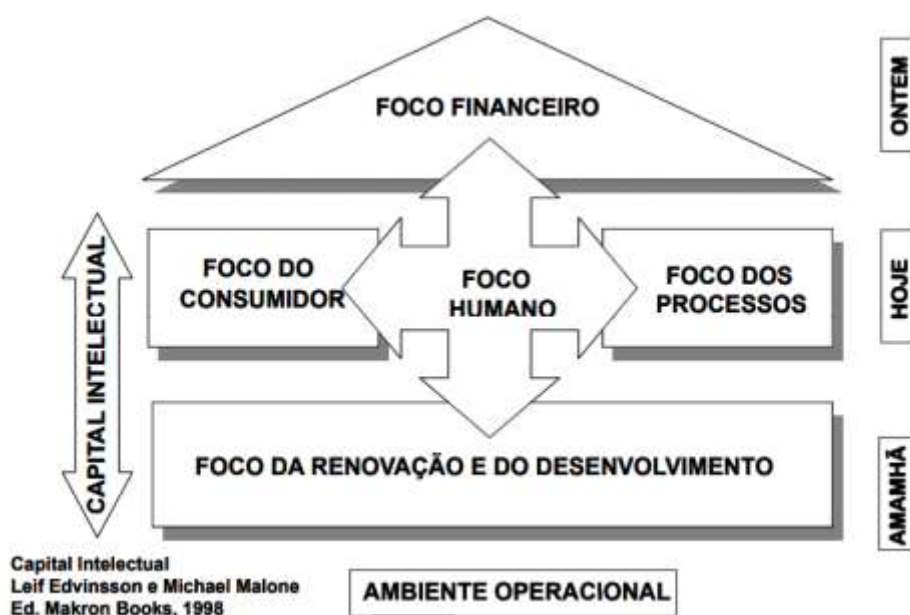 FOCO FINANCEIRO
ONTEM
CAPITAL INTELECTUAL
FOCO DO
CONSUMIDOR
FOCO
HUMANO
FOCO DOS
PROCESSOS
HOJE
FOCO DA RENOVAÇÃO E DO DESENVOLVIMENTO
AMAMHÃ
Capital Intelectual
Leif Edvinsson e Michael Malone
Ed. Makron Books, 1998
AMBIENTE OPERACIONAL